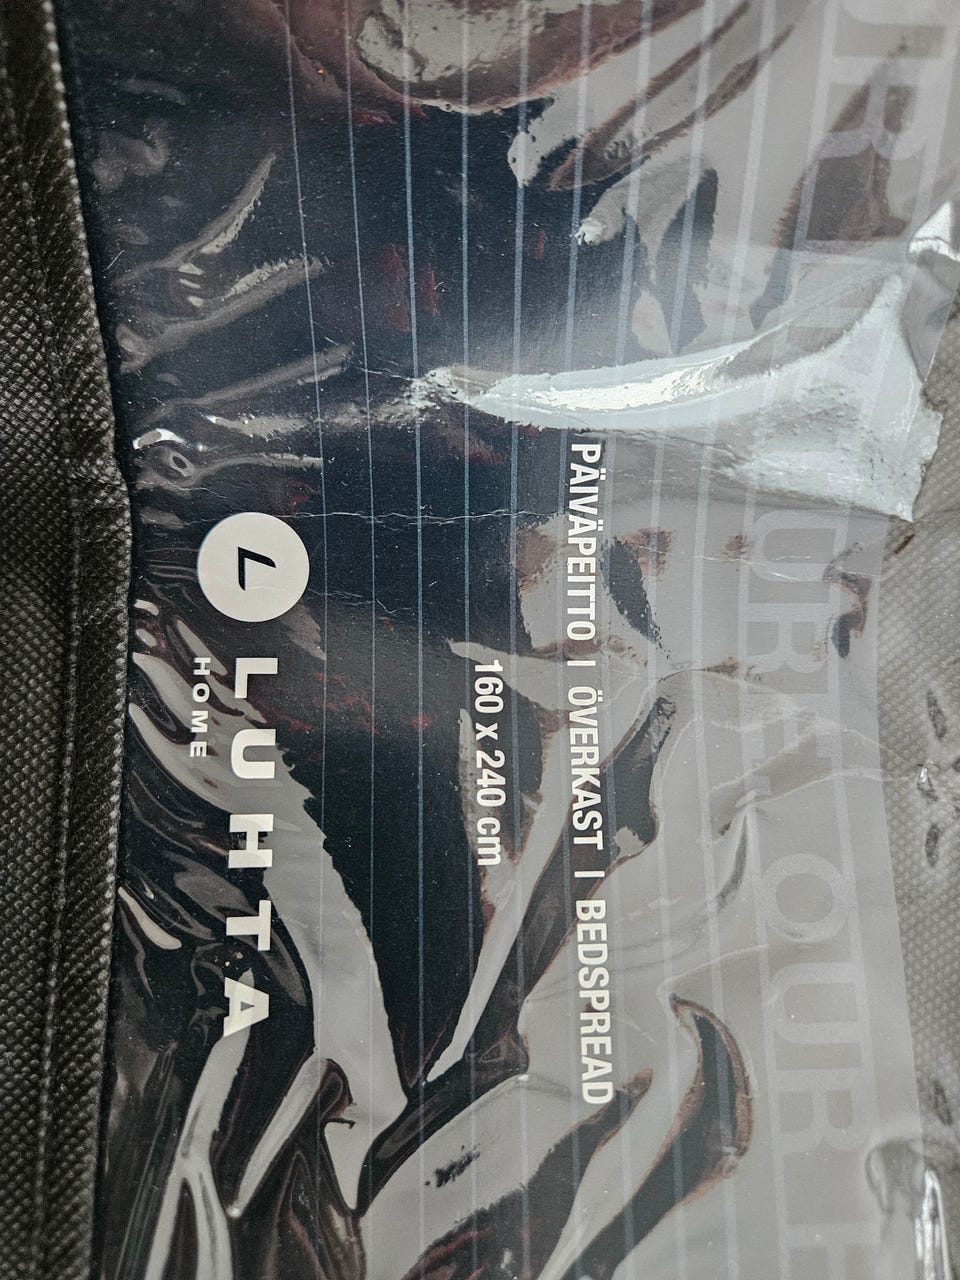 PÄIVÄPEITTO | ÖVERKAST | BEDSPREAD
160 x 240 cm
LUHTA
HOME